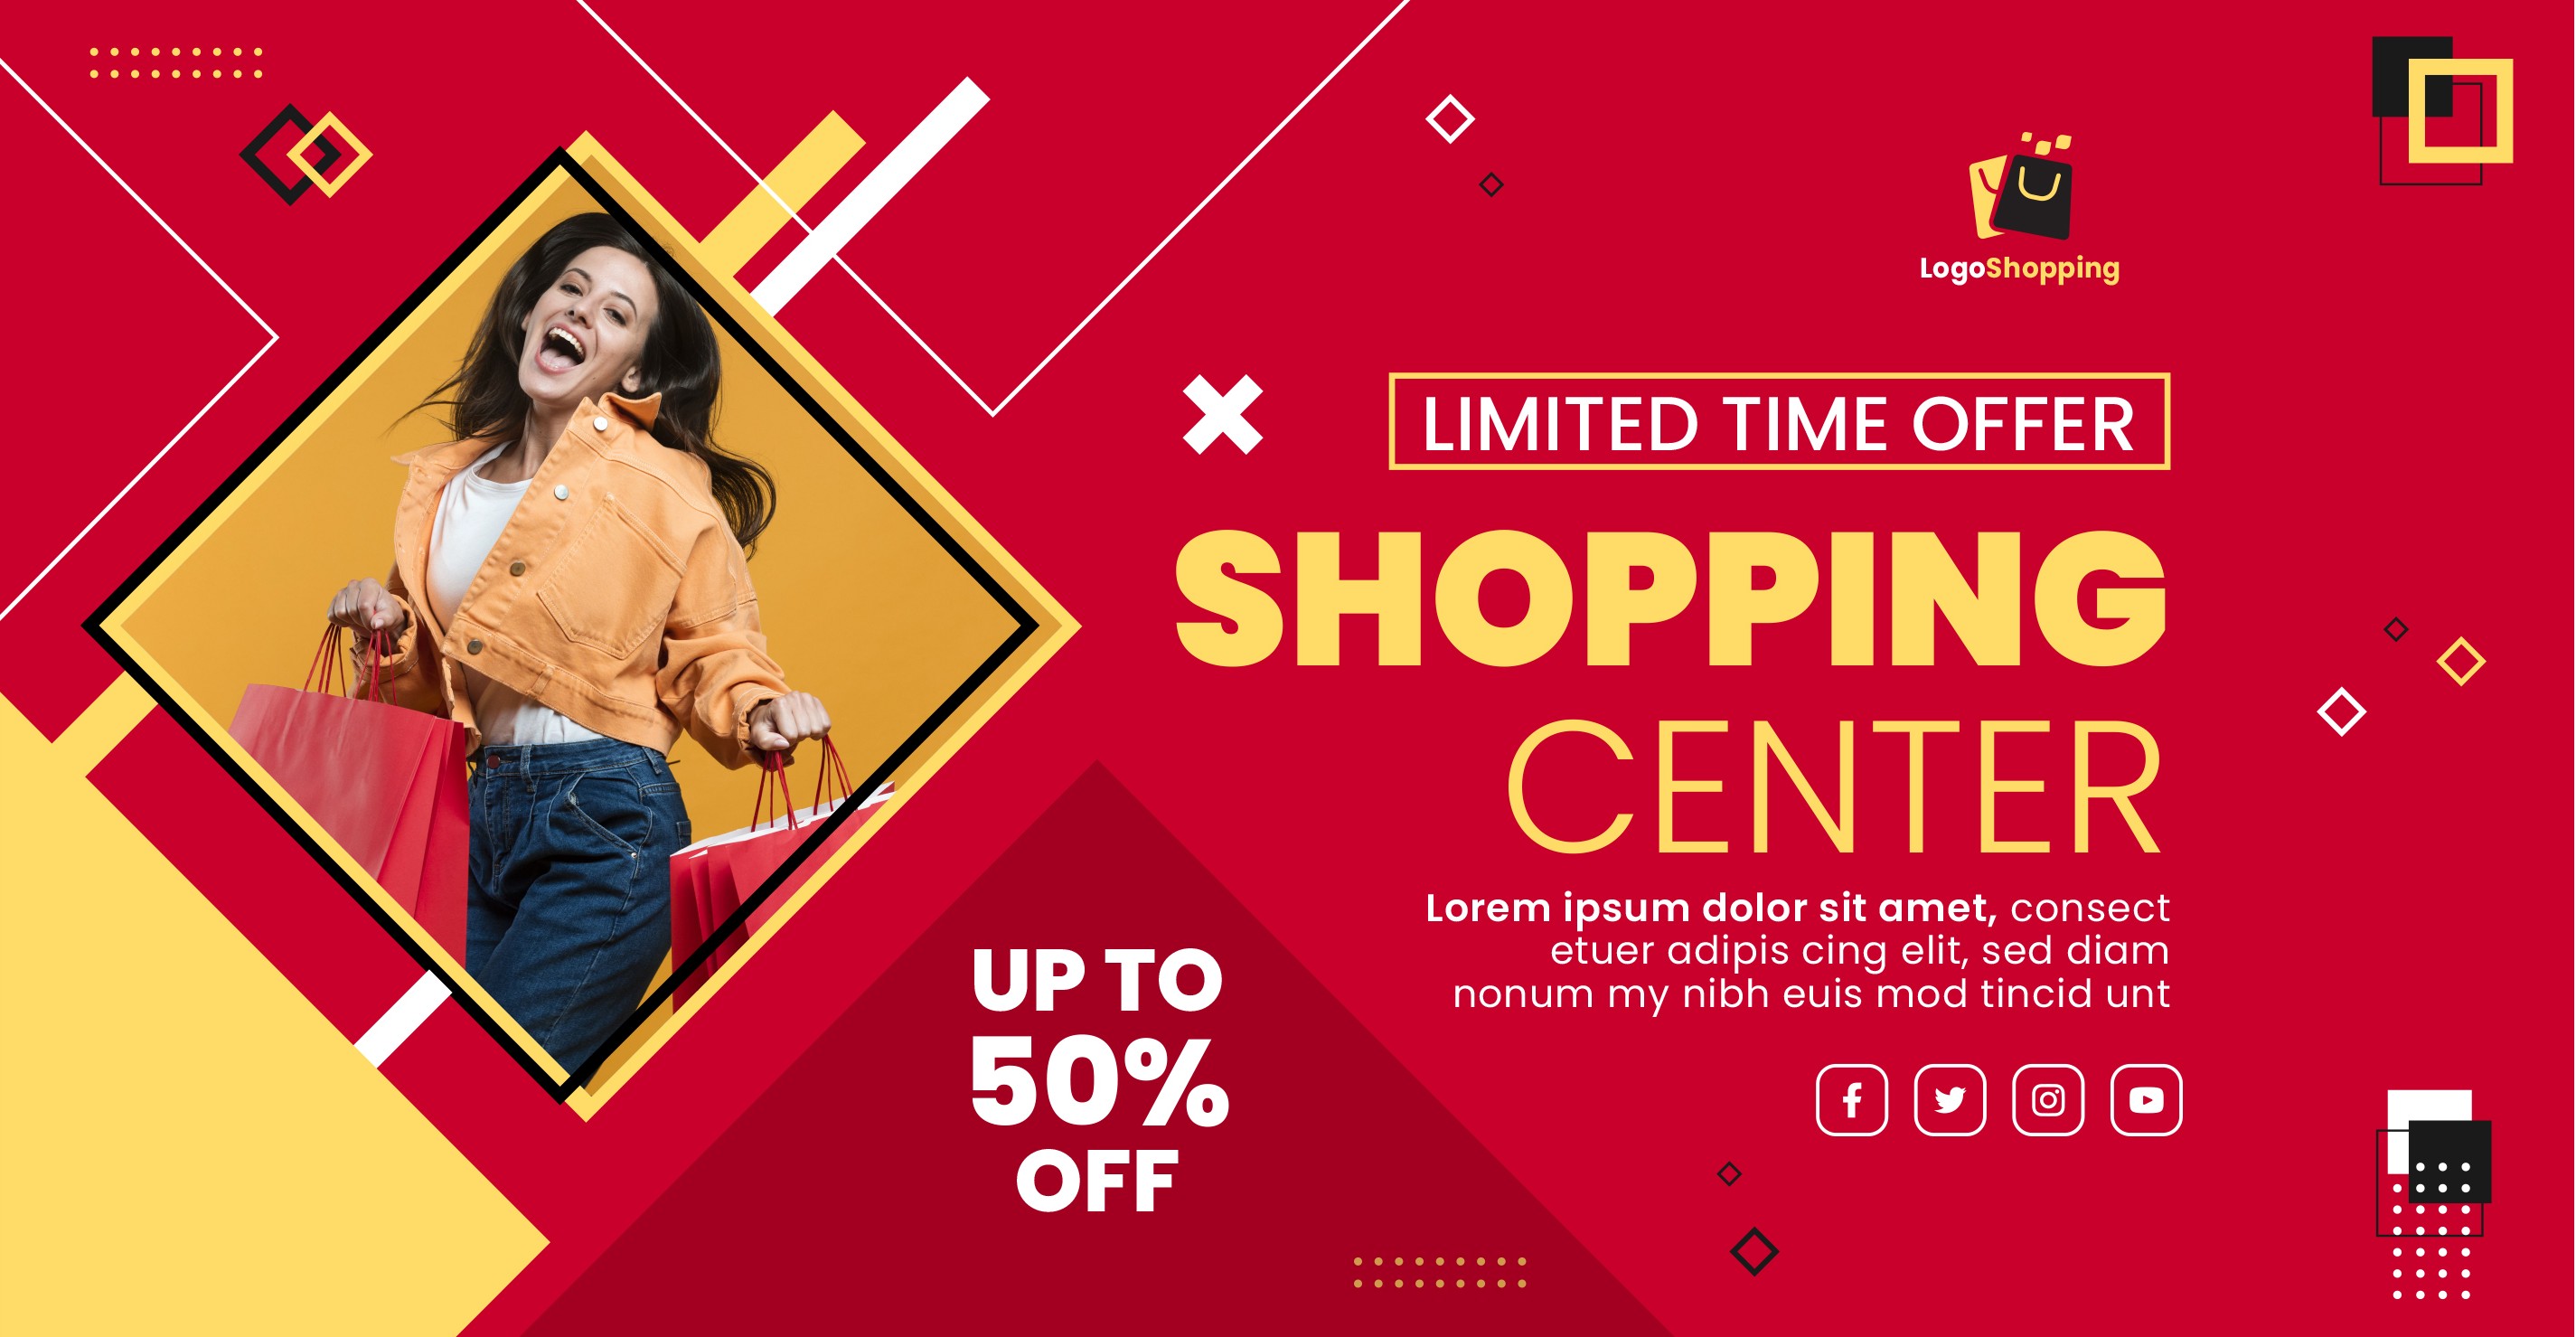 LogoShopping
LIMITED TIME OFFER
SHOPPING
CENTER
Lorem ipsum dolor sit amet, consect
etuer adipis cing elit, sed diam
nonum my nibh euis mod tincid unt
UP TO
50%
OFF